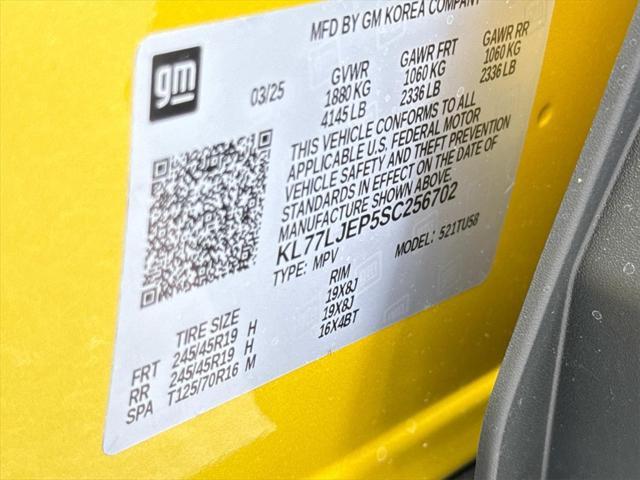 MFD BY GM KOREA COMPANY
gm
03/25
GVWR
1880 KG
4145 LB
GAWR FRT
1060 KG
2336 LB
GAWR RR
1060 KG
2336 LB
THIS VEHICLE CONFORMS TO ALL
APPLICABLE U.S. FEDERAL MOTOR
VEHICLE SAFETY AND THEFT PREVENTION
STANDARDS IN EFFECT ON THE DATE OF
MANUFACTURE SHOWN ABOVE.
KL77LJEP5SC256702
TYPE: MPV MODEL: 521TU58
TIRE SIZE RIM
FRT 245/45R19 H 19X8J
RR 245/45R19 H 19X8J
SPA T125/70R16 M 16X4BT